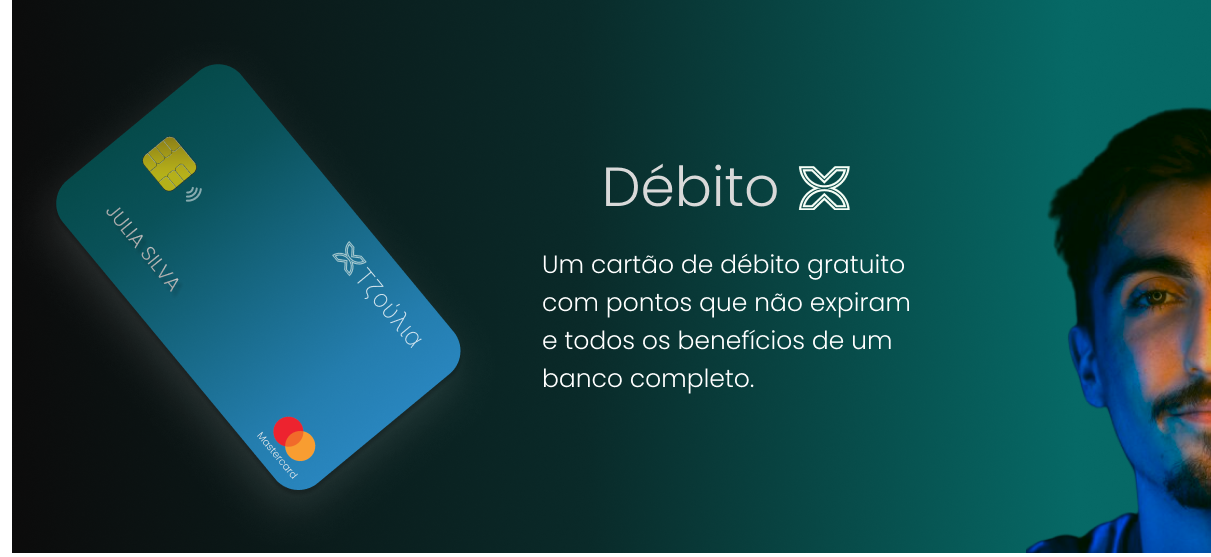 JULIA SILVA
Τζούλια
Mastercard
Débito
Um cartão de débito gratuito
com pontos que não expiram
e todos os benefícios de um
banco completo.